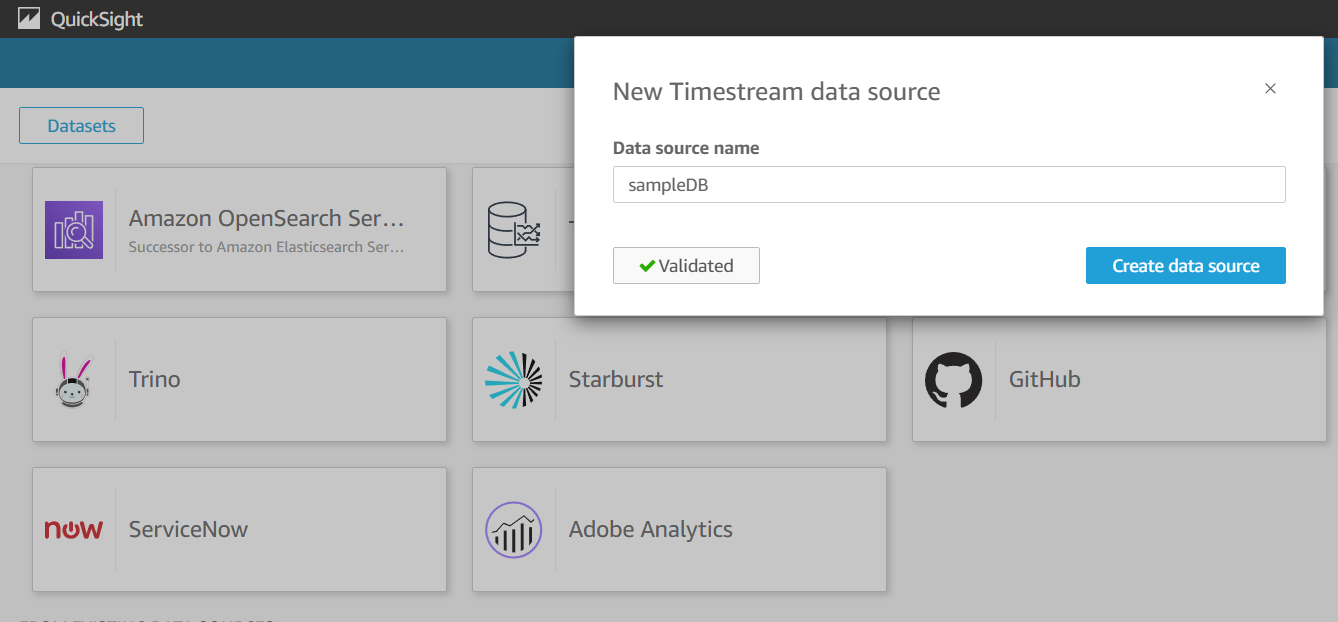 QuickSight
New Timestream data source
Data source name
sampleDB
Validated
Create data source
Datasets
Amazon OpenSearch Ser...
Successor to Amazon Elasticsearch Ser...
Trino
Starburst
GitHub
now
ServiceNow
Adobe Analytics